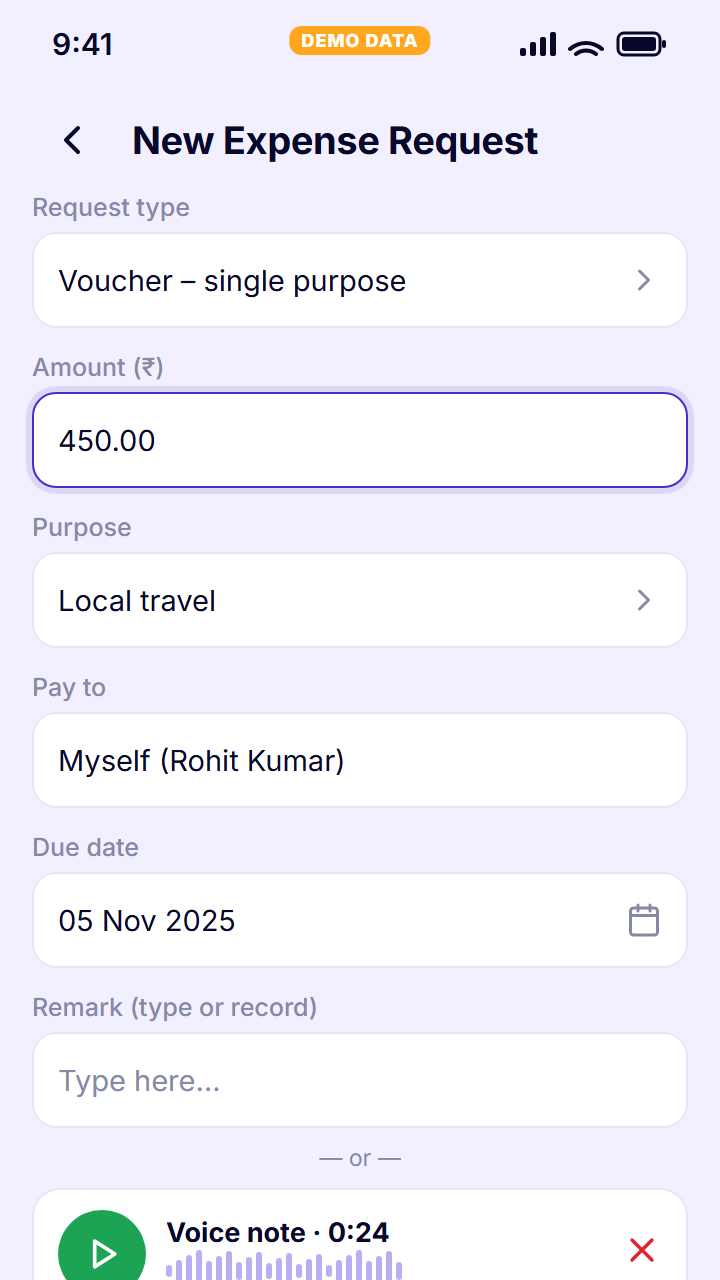 9:41
DEMO DATA
New Expense Request
Request type
Voucher – single purpose
Amount (₹)
450.00
Purpose
Local travel
Pay to
Myself (Rohit Kumar)
Due date
05 Nov 2025
Remark (type or record)
Type here...
— or —
Voice note · 0:24